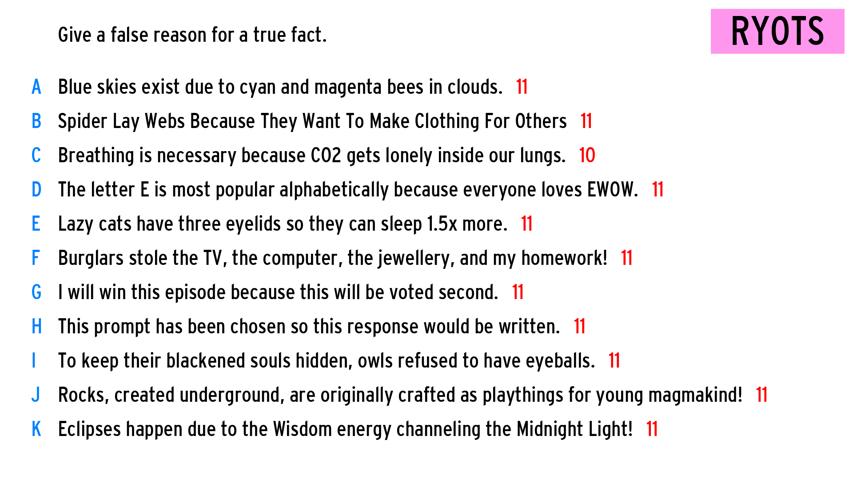 Give a false reason for a true fact.
RYOTS
A Blue skies exist due to cyan and magenta bees in clouds. 11
B Spider Lay Webs Because They Want To Make Clothing For Others 11
C Breathing is necessary because CO2 gets lonely inside our lungs. 10
D The letter E is most popular alphabetically because everyone loves EWOW. 11
E Lazy cats have three eyelids so they can sleep 1.5x more. 11
F Burglars stole the TV, the computer, the jewellery, and my homework! 11
G I will win this episode because this will be voted second. 11
H This prompt has been chosen so this response would be written. 11
I To keep their blackened souls hidden, owls refused to have eyeballs. 11
J Rocks, created underground, are originally crafted as playthings for young magmakind! 11
K Eclipses happen due to the Wisdom energy channeling the Midnight Light! 11